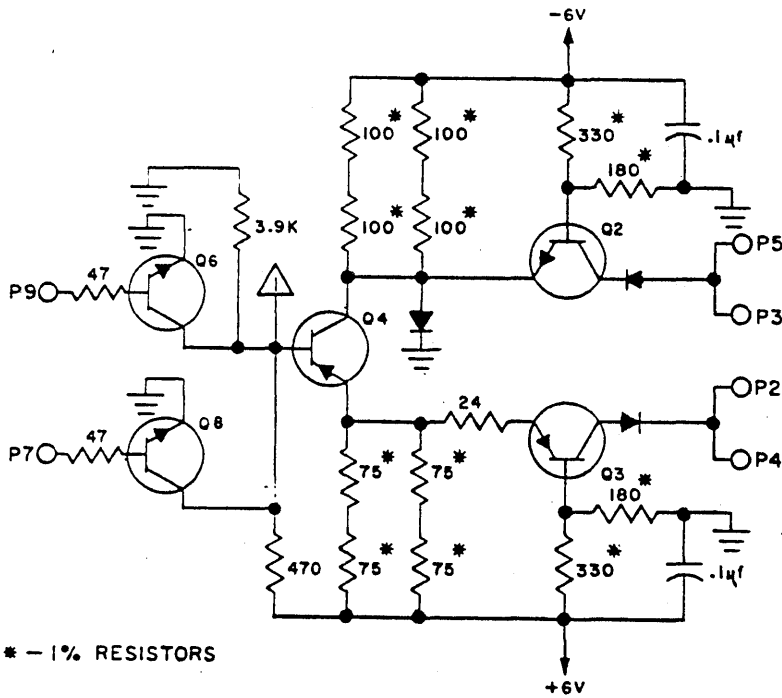 -6V
100 *
100 *
330 *
.1μf
180 *
100 *
100 *
3.9K
Q2
P5
Q6
47
P9
P3
Q4
24
P2
Q8
47
P7
P4
Q3
75 *
75 *
180 *
470
75 *
75 *
330 *
.1μf
* - 1% RESISTORS
+6V